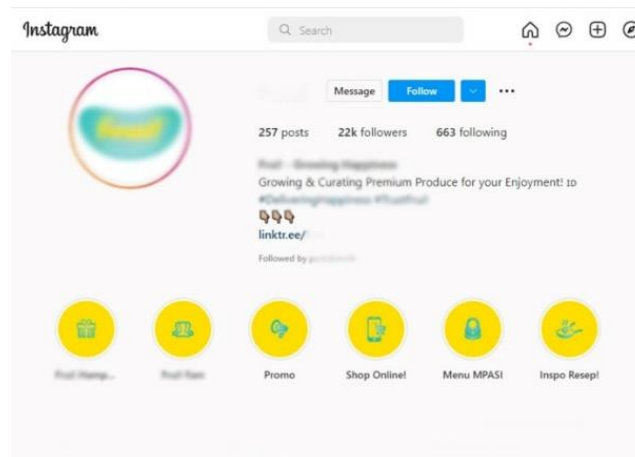 Instagram
Search
Message Follow
257 posts 22k followers 663 following
Growing & Curating Premium Produce for your Enjoyment! ID
#DeliveringHappiness
👇🏽👇🏽👇🏽
linktr.ee/
Followed by
Promo Shop Online! Menu MPASI Inspo Resep!